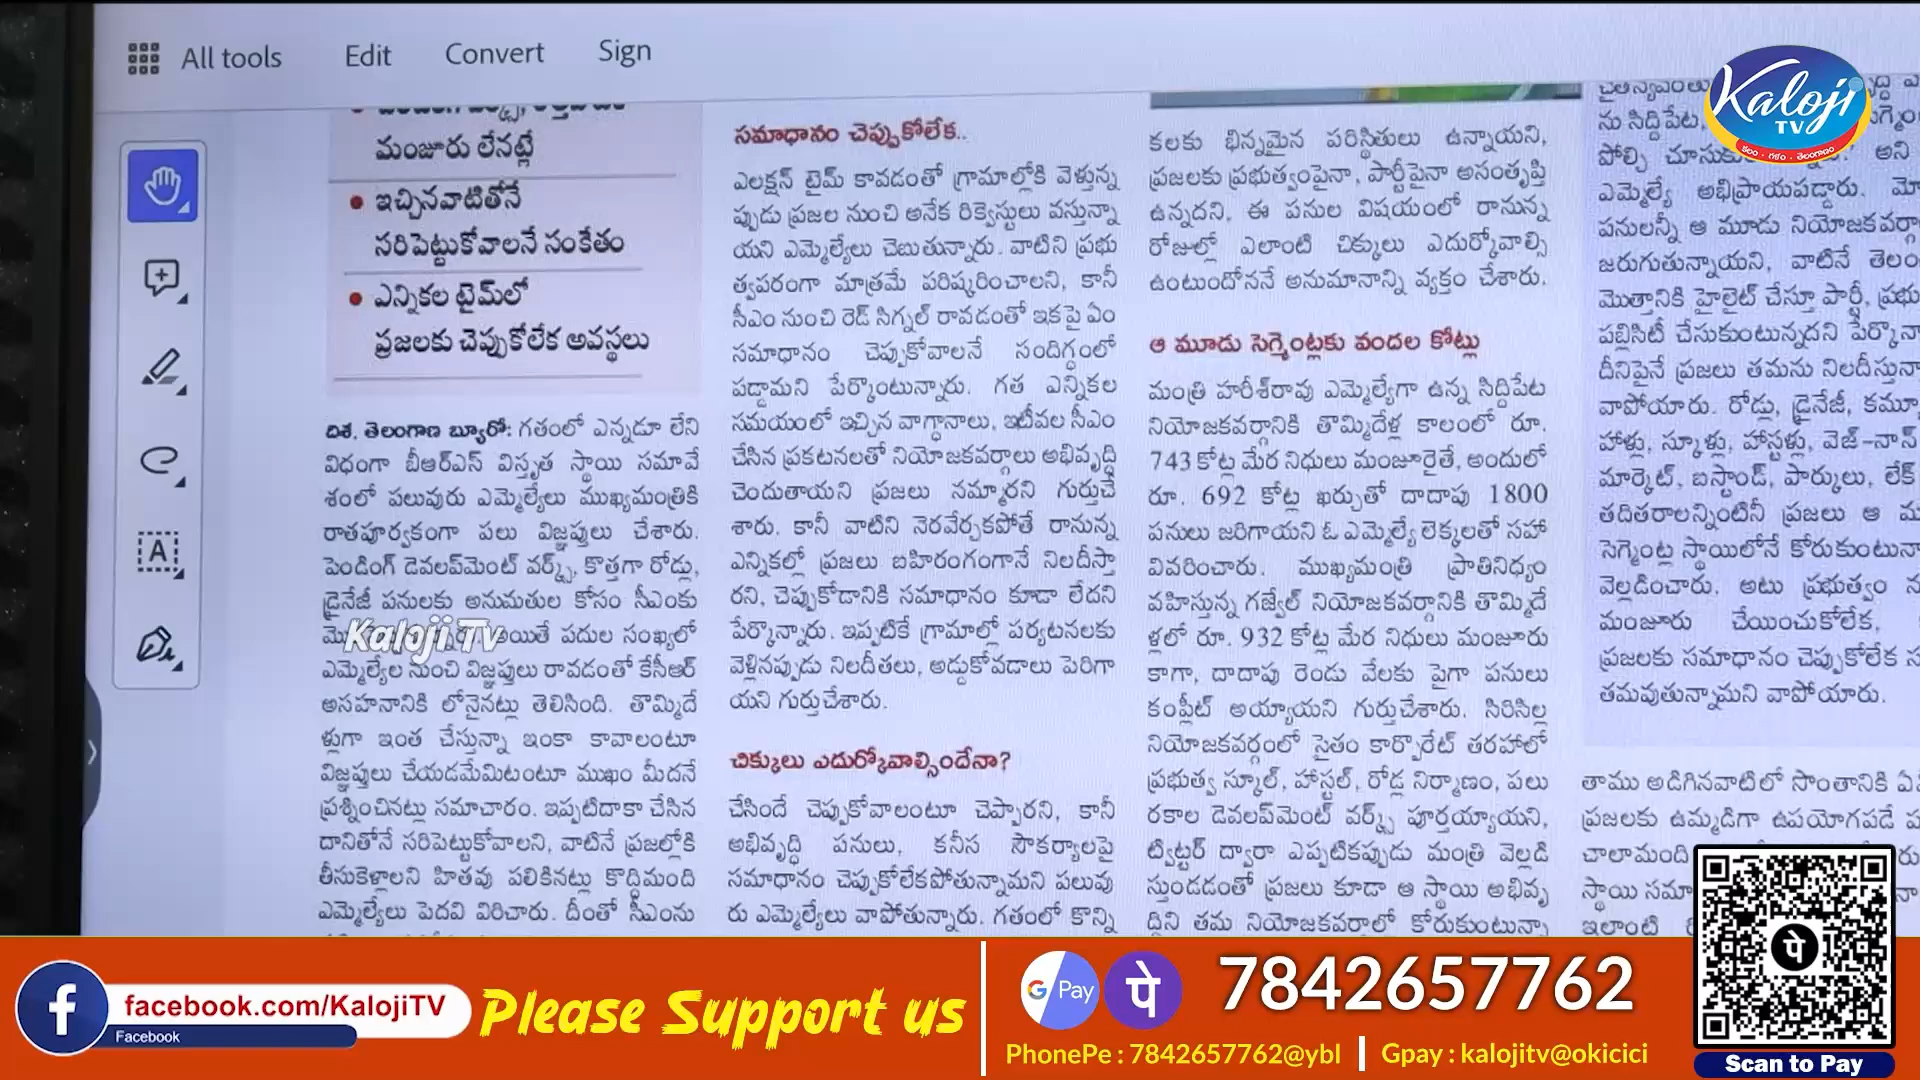 All tools
Edit
Convert
Sign
Kaloji
TV
కలం - గళం - తెలంగాణం
మంజూరు లేనట్లే
• ఇచ్చినవాటితోనే
సరిపెట్టుకోవాలనే సంకేతం
• ఎన్నికల టైమ్‌లో
ప్రజలకు చెప్పుకోలేక అవస్థలు
దిశ, తెలంగాణ బ్యూరో: గతంలో ఎన్నడూ లేని
విధంగా బీఆర్ఎస్ విస్తృత స్థాయి సమావే
శంలో పలువురు ఎమ్మెల్యేలు ముఖ్యమంత్రికి
రాతపూర్వకంగా పలు విజ్ఞప్తులు చేశారు.
పెండింగ్ డెవలప్‌మెంట్ వర్క్స్, కొత్తగా రోడ్లు,
డ్రైనేజీ పనులకు అనుమతుల కోసం సీఎంకు
Kaloji Tv
పదుల సంఖ్యలో
ఎమ్మెల్యేల నుంచి విజ్ఞప్తులు రావడంతో కేసీఆర్
అసహనానికి లోనైనట్లు తెలిసింది. తొమ్మిదే
ళ్లుగా ఇంత చేస్తున్నా ఇంకా కావాలంటూ
విజ్ఞప్తులు చేయడమేమిటంటూ ముఖం మీదనే
ప్రశ్నించినట్లు సమాచారం. ఇప్పటిదాకా చేసిన
దానితోనే సరిపెట్టుకోవాలని, వాటినే ప్రజల్లోకి
తీసుకెళ్లాలని హితవు పలికినట్లు కొద్దిమంది
ఎమ్మెల్యేలు పెదవి విరిచారు. దీంతో సీఎంను
సమాధానం చెప్పుకోలేక..
ఎలక్షన్ టైమ్ కావడంతో గ్రామాల్లోకి వెళ్తున్న
ప్పుడు ప్రజల నుంచి అనేక రిక్వెస్టులు వస్తున్నా
యని ఎమ్మెల్యేలు చెబుతున్నారు. వాటిని ప్రభు
త్వపరంగా మాత్రమే పరిష్కరించాలని, కానీ
సీఎం నుంచి రెడ్ సిగ్నల్ రావడంతో ఇకపై ఏం
సమాధానం చెప్పుకోవాలనే సందిగ్ధంలో
పడ్డామని పేర్కొంటున్నారు. గత ఎన్నికల
సమయంలో ఇచ్చిన వాగ్దానాలు, ఇటీవల సీఎం
చేసిన ప్రకటనలతో నియోజకవర్గాలు అభివృద్ధి
చెందుతాయని ప్రజలు నమ్మారని గుర్తుచే
శారు. కానీ వాటిని నెరవేర్చకపోతే రానున్న
ఎన్నికల్లో ప్రజలు బహిరంగంగానే నిలదీస్తా
రని, చెప్పుకోడానికి సమాధానం కూడా లేదని
పేర్కొన్నారు. ఇప్పటికే గ్రామాల్లో పర్యటనలకు
వెళ్లినప్పుడు నిలదీతలు, అడ్డుకోవడాలు పెరిగా
యని గుర్తుచేశారు.
చిక్కులు ఎదుర్కోవాల్సిందేనా?
చేసిందే చెప్పుకోవాలంటూ చెప్పారని, కానీ
అభివృద్ధి పనులు, కనీస సౌకర్యాలపై
సమాధానం చెప్పుకోలేకపోతున్నామని పలువు
రు ఎమ్మెల్యేలు వాపోతున్నారు. గతంలో కొన్ని
కలకు భిన్నమైన పరిస్థితులు ఉన్నాయని,
ప్రజలకు ప్రభుత్వంపైనా, పార్టీపైనా అసంతృప్తి
ఉన్నదని, ఈ పనుల విషయంలో రానున్న
రోజుల్లో ఎలాంటి చిక్కులు ఎదుర్కోవాల్సి
ఉంటుందోననే అనుమానాన్ని వ్యక్తం చేశారు.
ఆ మూడు సెగ్మెంట్లకు వందల కోట్లు
మంత్రి హరీశ్‌రావు ఎమ్మెల్యేగా ఉన్న సిద్దిపేట
నియోజకవర్గానికి తొమ్మిదేళ్ల కాలంలో రూ.
743 కోట్ల మేర నిధులు మంజూరైతే, అందులో
రూ. 692 కోట్ల ఖర్చుతో దాదాపు 1800
పనులు జరిగాయని ఓ ఎమ్మెల్యే లెక్కలతో సహా
వివరించారు. ముఖ్యమంత్రి ప్రాతినిధ్యం
వహిస్తున్న గజ్వేల్ నియోజకవర్గానికి తొమ్మిదే
ళ్లలో రూ. 932 కోట్ల మేర నిధులు మంజూరు
కాగా, దాదాపు రెండు వేలకు పైగా పనులు
కంప్లీట్ అయ్యాయని గుర్తుచేశారు. సిరిసిల్ల
నియోజకవర్గంలో సైతం కార్పొరేట్ తరహాలో
ప్రభుత్వ స్కూల్, హాస్టల్, రోడ్ల నిర్మాణం, పలు
రకాల డెవలప్‌మెంట్ వర్క్స్ పూర్తయ్యాయని,
ట్విట్టర్ ద్వారా ఎప్పటికప్పుడు మంత్రి వెల్లడి
స్తుండడంతో ప్రజలు కూడా ఆ స్థాయి అభివృ
ద్ధిని తమ నియోజకవర్గాల్లో కోరుకుంటున్నా
ను సిద్దిపేట,
పోల్చి అని
ఎమ్మెల్యే అభిప్రాయపడ్డారు.
పనులన్నీ ఆ మూడు నియోజకవర్గా
జరుగుతున్నాయని, వాటినే తెలం
మొత్తానికి హైలైట్ చేస్తూ పార్టీ, ప్రభు
పబ్లిసిటీ చేసుకుంటున్నదని పేర్కొనా
దీనిపైనే ప్రజలు తమను నిలదీస్తునా
వాపోయారు. రోడ్లు, డ్రైనేజీ, కమ్యూ
హాళ్లు, స్కూళ్లు, హాస్టళ్లు, వెజ్-నాన్
మార్కెట్, బస్టాండ్, పార్కులు, లేక్
తదితరాలన్నింటినీ ప్రజలు ఆ
సెగ్మెంట్ల స్థాయిలోనే కోరుకుంటునా
వెల్లడించారు. అటు ప్రభుత్వం
మంజూరు చేయించుకోలేక,
ప్రజలకు సమాధానం చెప్పుకోలేక
తమవుతున్నామని వాపోయారు.
తాము అడిగినవాటిలో సొంతానికి
ప్రజలకు ఉమ్మడిగా ఉపయోగపడే
చాలామంది
స్థాయి సమా
ఇలాంటి
facebook.com/KalojiTV
Facebook
Please Support us
G Pay
पे
7842657762
PhonePe : 7842657762@ybl
Gpay : kalojitv@okicici
Scan to Pay